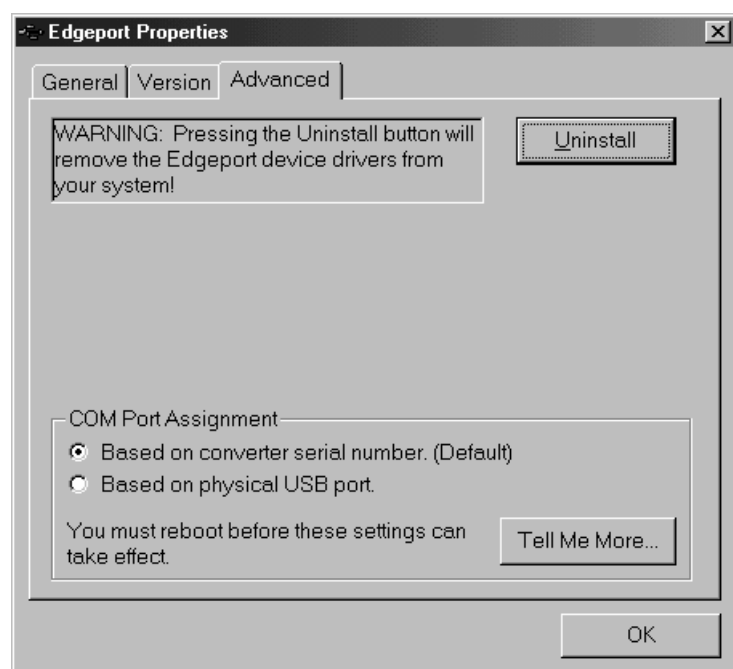 Edgeport Properties
General Version Advanced
WARNING: Pressing the Uninstall button will
remove the Edgeport device drivers from
your system!
Uninstall
COM Port Assignment
Based on converter serial number. (Default)
Based on physical USB port.
You must reboot before these settings can
take effect.
Tell Me More...
OK